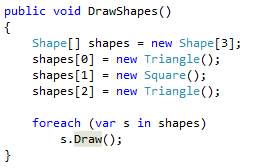 public void DrawShapes()
{
    Shape[] shapes = new Shape[3];
    shapes[0] = new Triangle();
    shapes[1] = new Square();
    shapes[2] = new Triangle();

    foreach (var s in shapes)
        s.Draw();
}